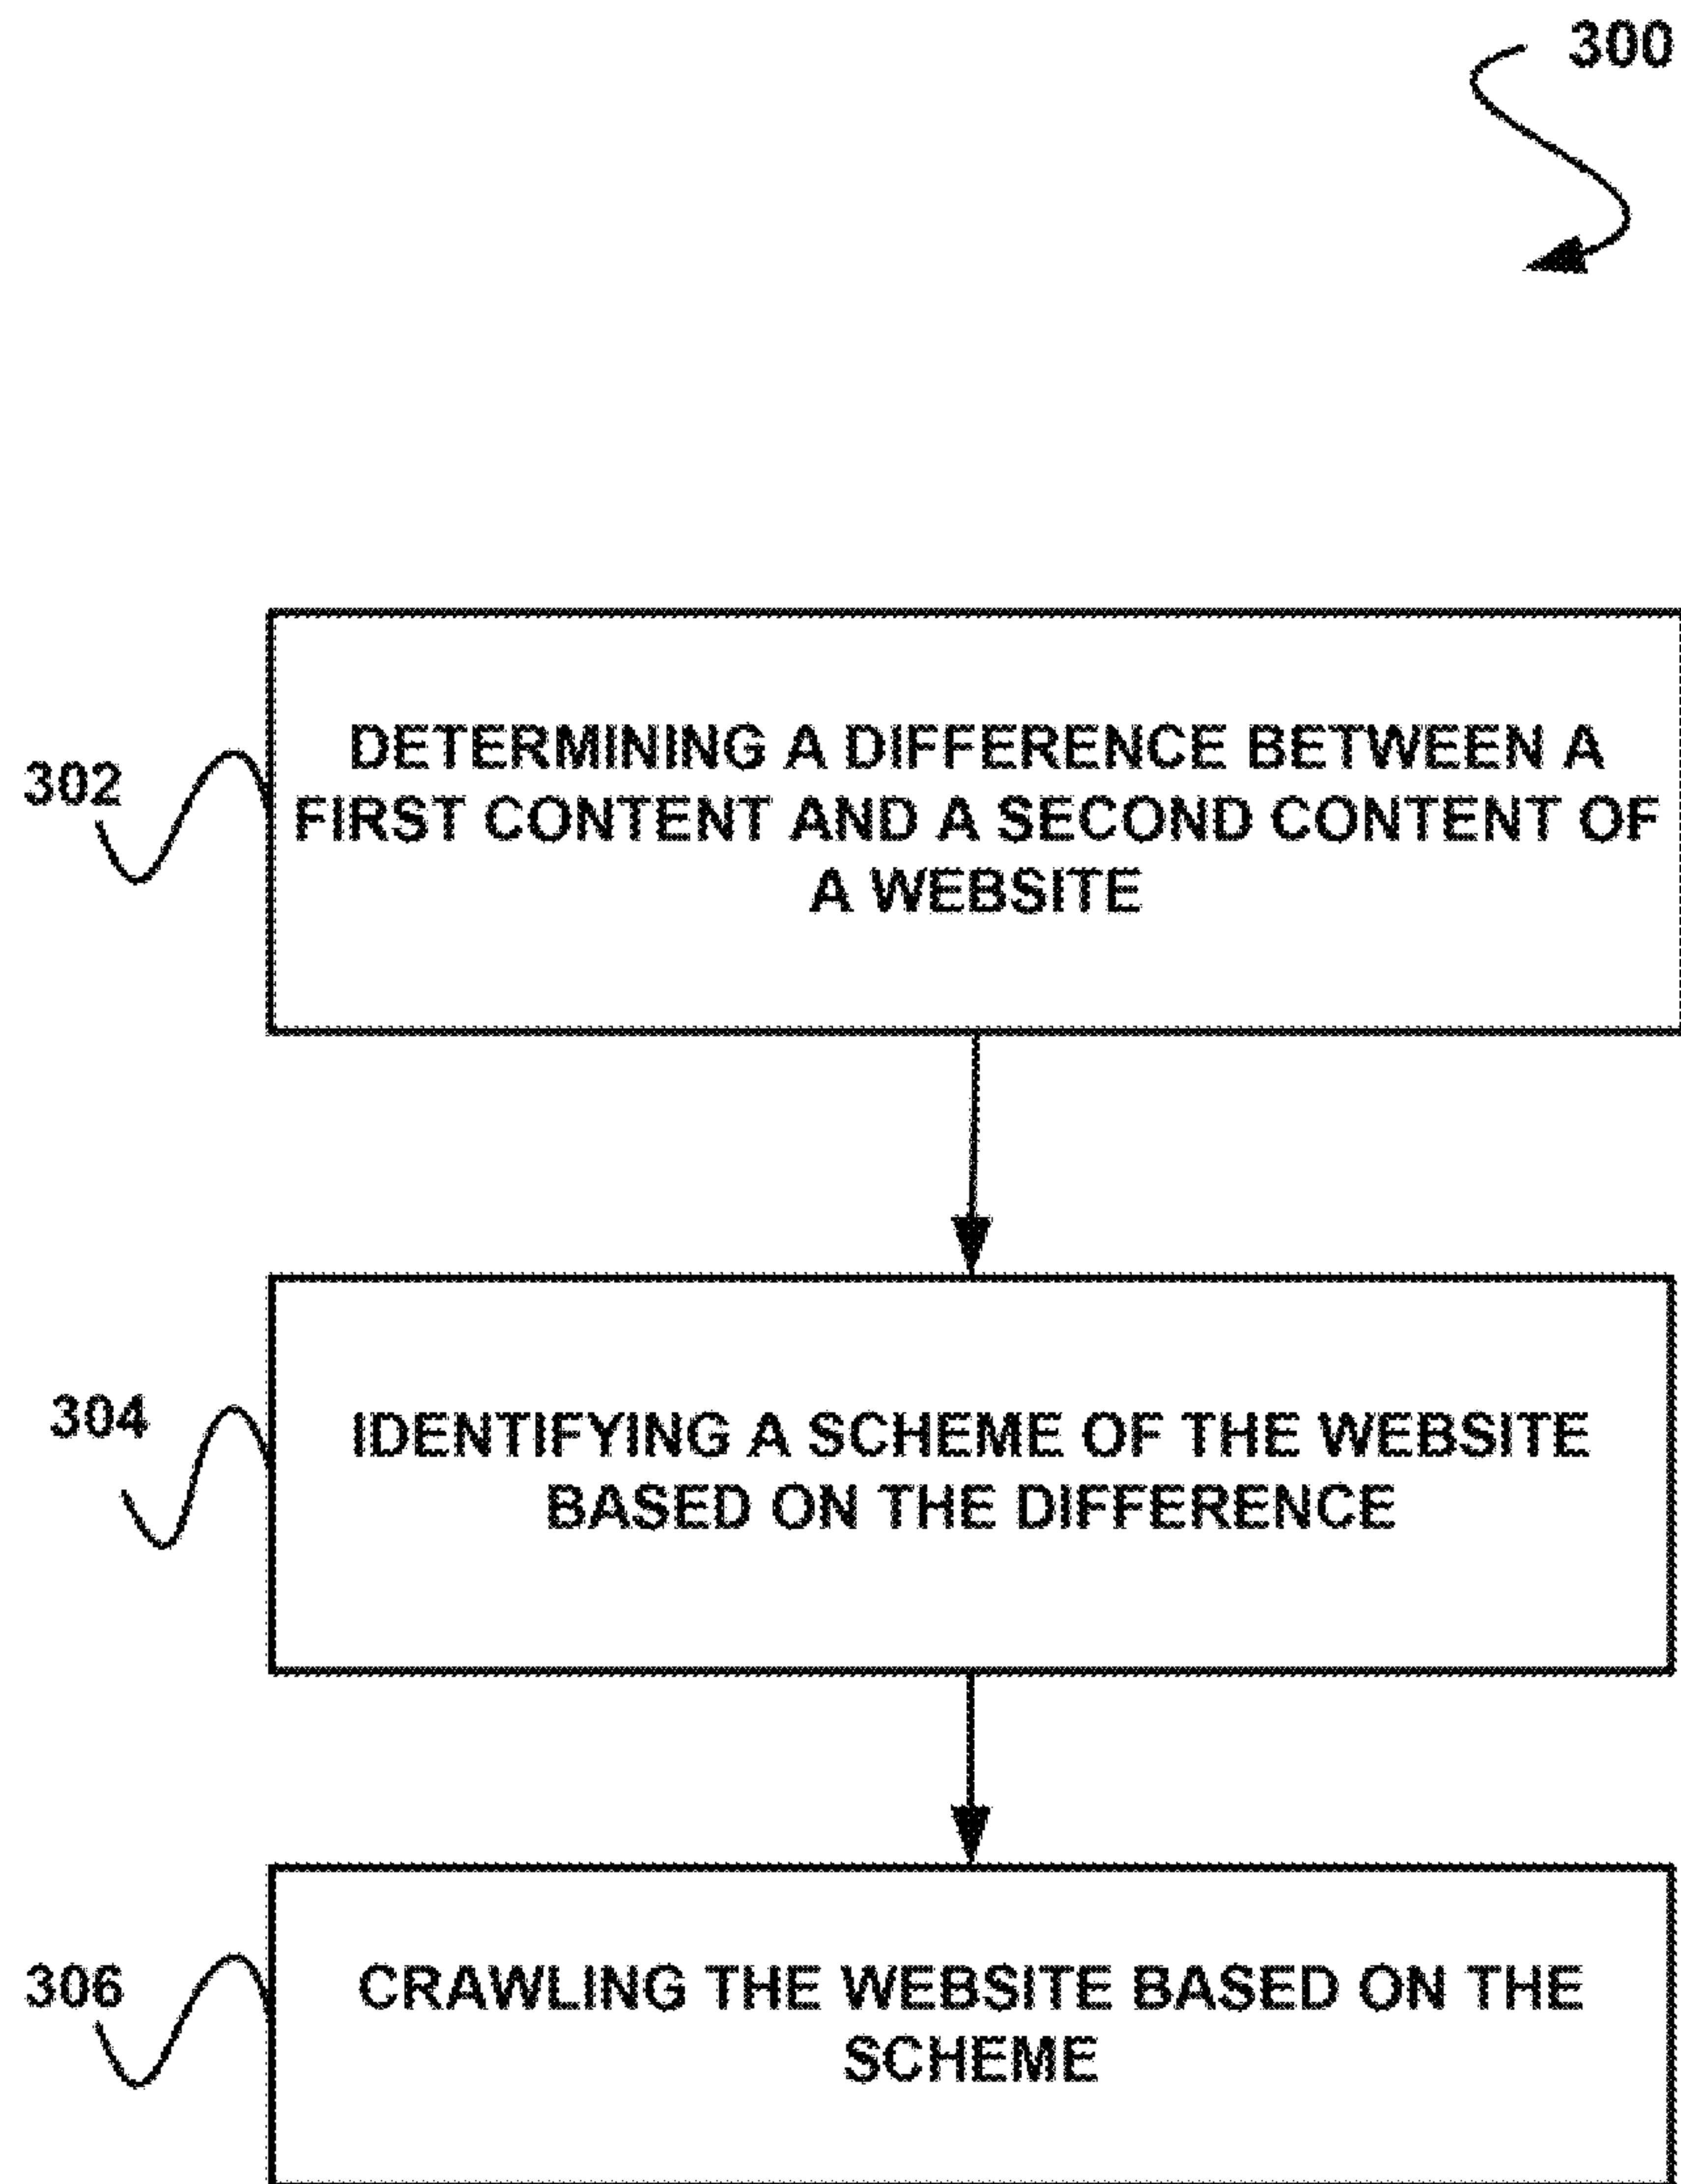 300
302
DETERMINING A DIFFERENCE BETWEEN A
FIRST CONTENT AND A SECOND CONTENT OF
A WEBSITE
304
IDENTIFYING A SCHEME OF THE WEBSITE
BASED ON THE DIFFERENCE
306
CRAWLING THE WEBSITE BASED ON THE
SCHEME